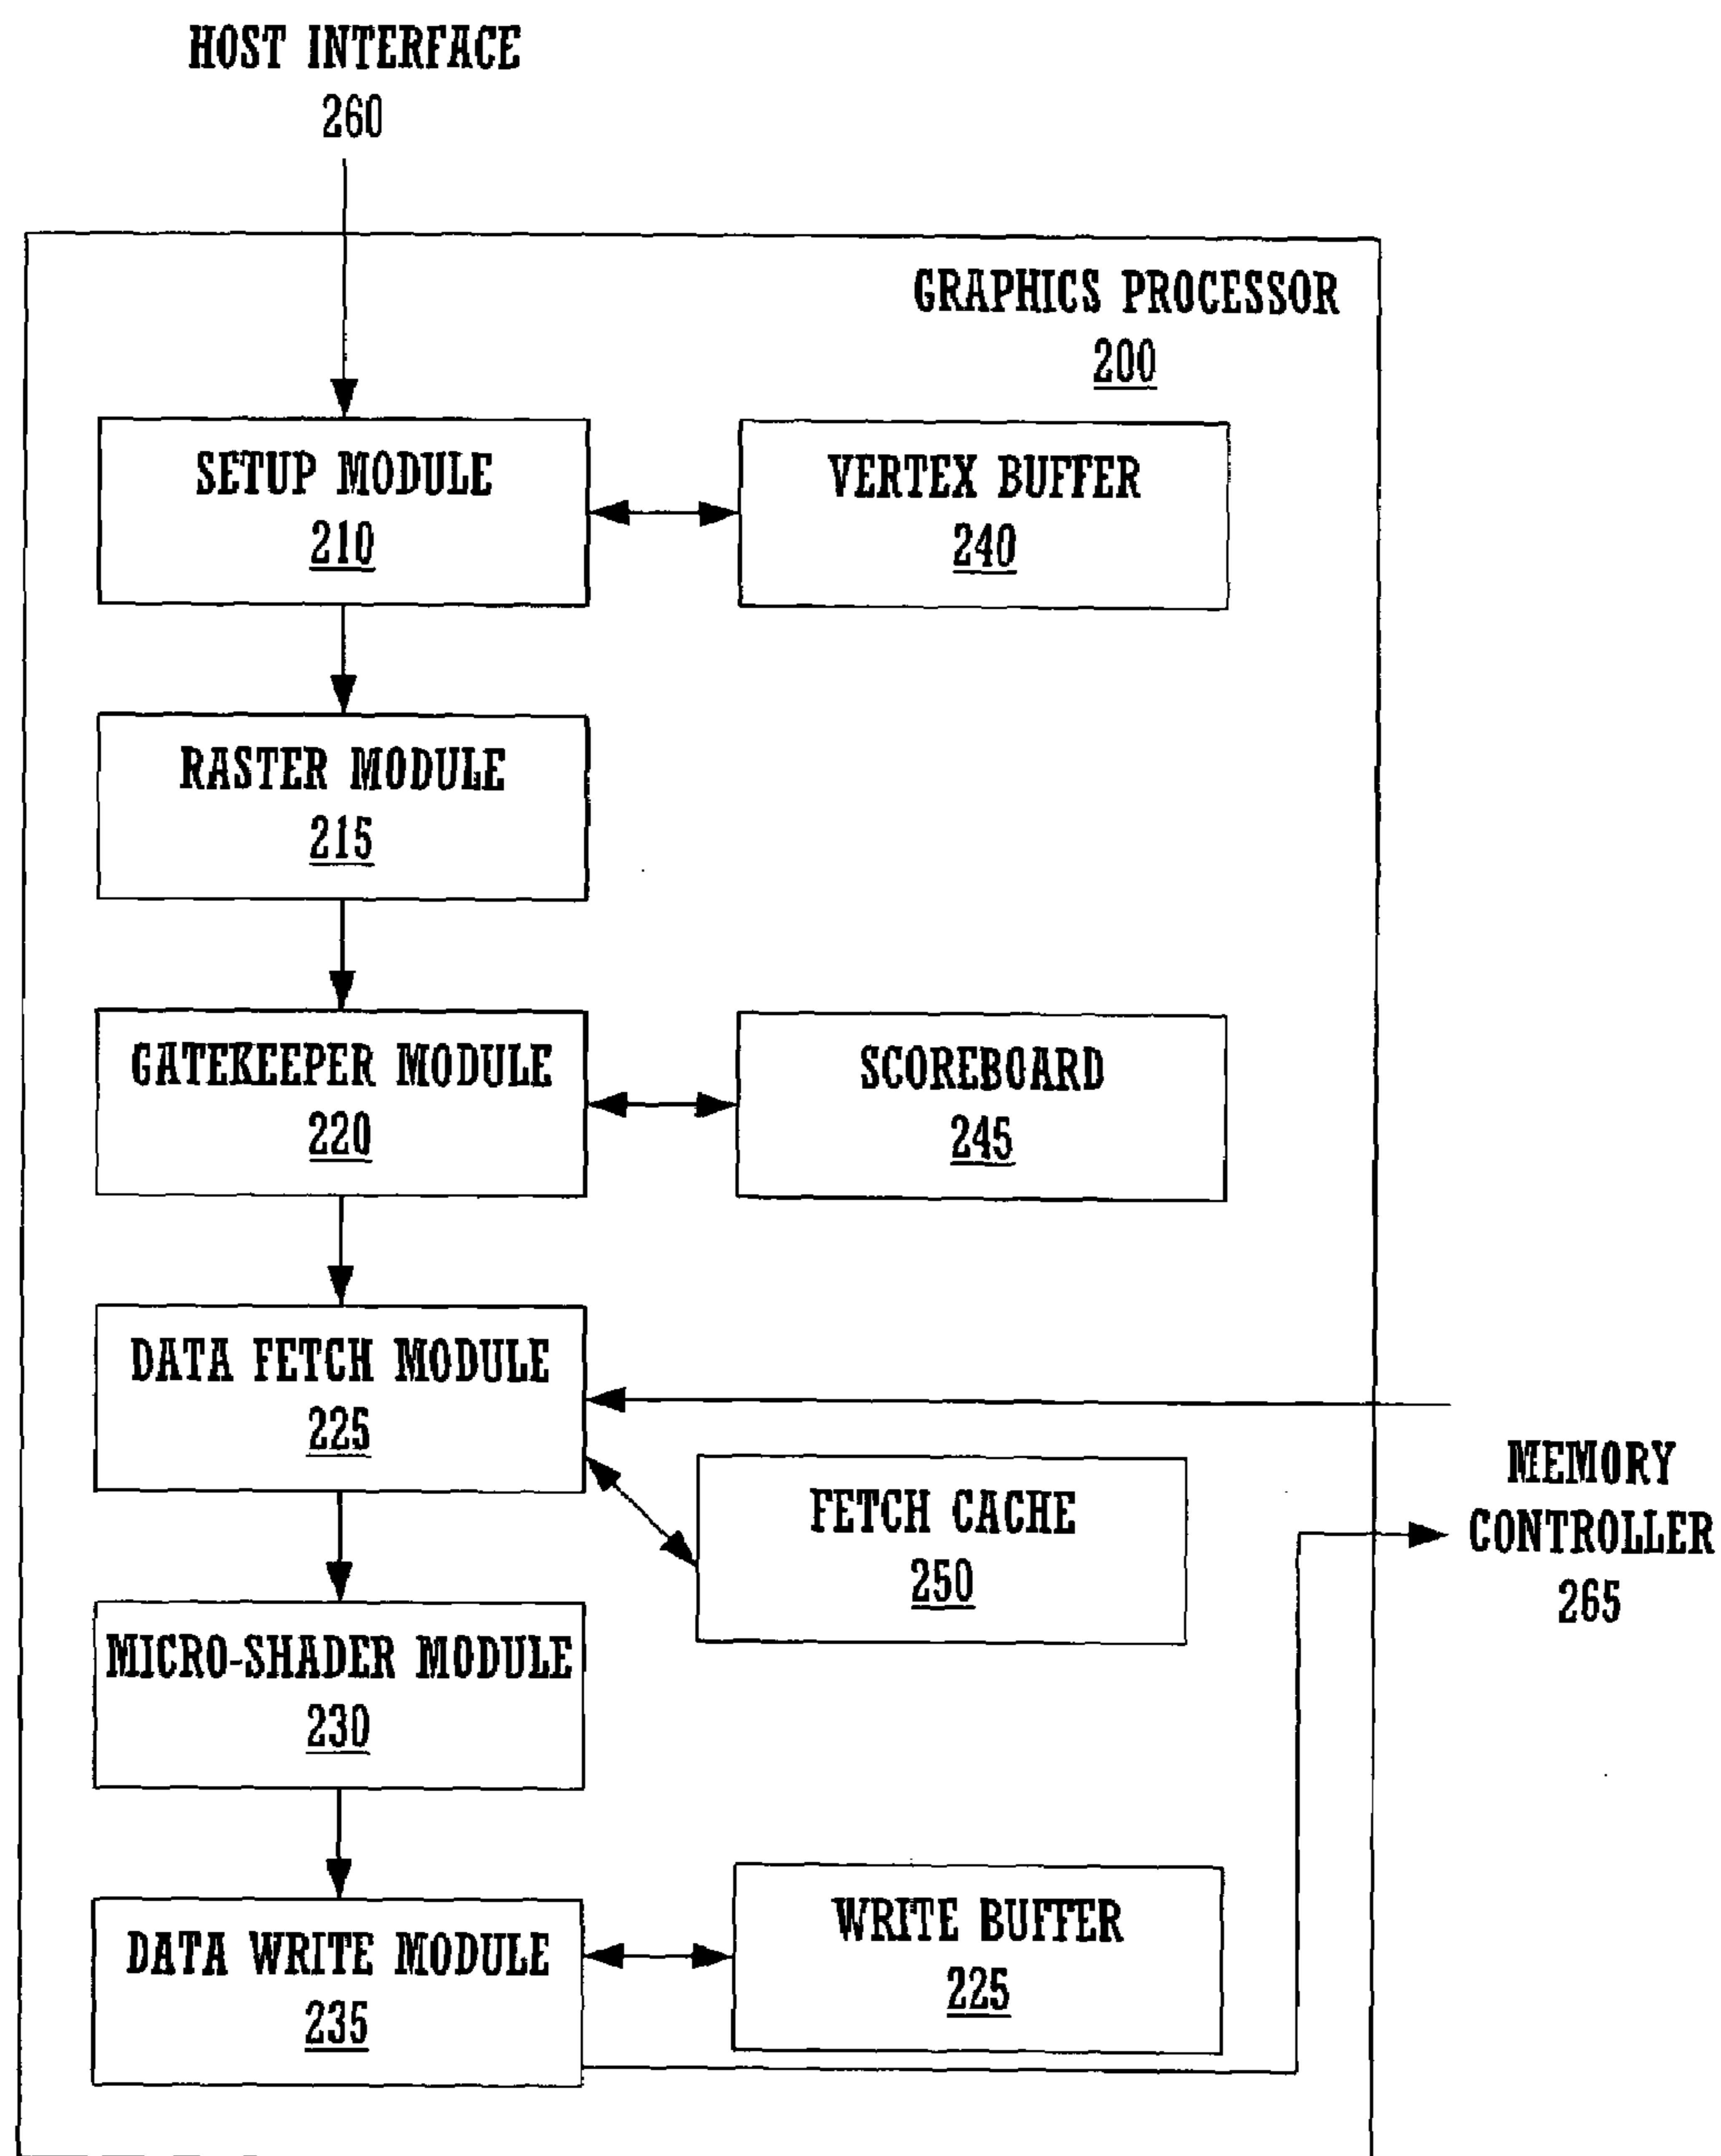 HOST INTERFACE
260
GRAPHICS PROCESSOR
200
SETUP MODULE
210
VERTEX BUFFER
240
RASTER MODULE
215
GATEKEEPER MODULE
220
SCOREBOARD
245
DATA FETCH MODULE
225
FETCH CACHE
250
MEMORY
CONTROLLER
265
MICRO-SHADER MODULE
230
DATA WRITE MODULE
235
WRITE BUFFER
225